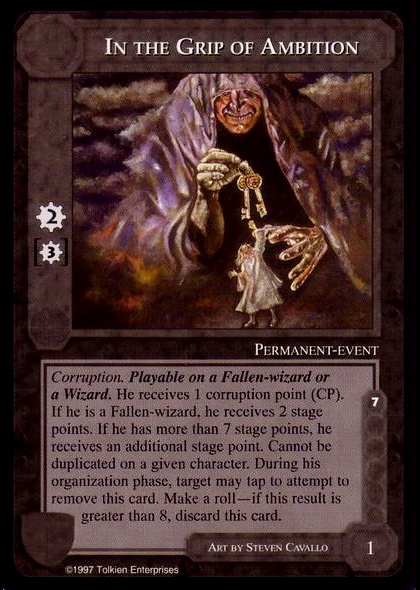 In the Grip of Ambition
2
3
Permanent-event
Corruption. Playable on a Fallen-wizard or
a Wizard. He receives 1 corruption point (CP).
If he is a Fallen-wizard, he receives 2 stage
points. If he has more than 7 stage points, he
receives an additional stage point. Cannot be
duplicated on a given character. During his
organization phase, target may tap to attempt to
remove this card. Make a roll—if this result is
greater than 8, discard this card.
7
Art by Steven Cavallo
1
©1997 Tolkien Enterprises